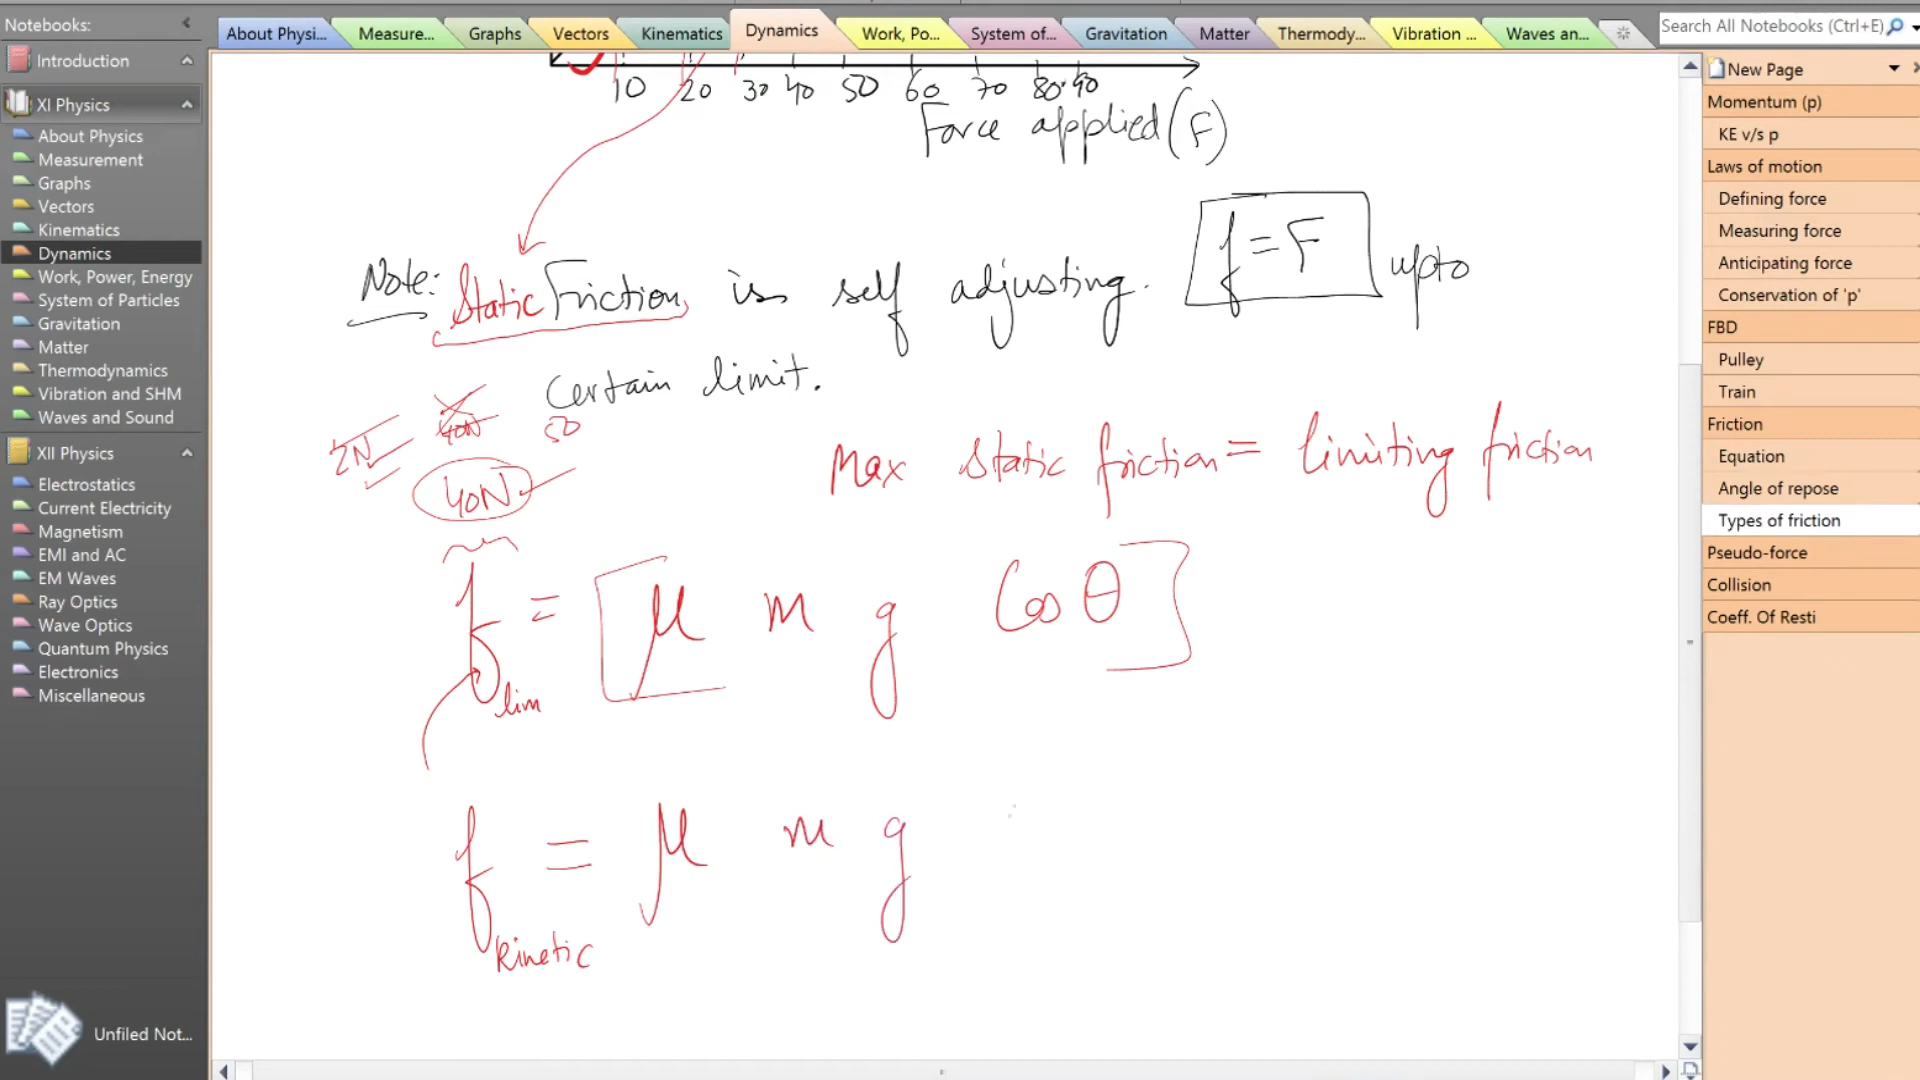 Notebooks:
Introduction
XI Physics
About Physics
Measurement
Graphs
Vectors
Kinematics
Dynamics
Work, Power, Energy
System of Particles
Gravitation
Matter
Thermodynamics
Vibration and SHM
Waves and Sound
XII Physics
Electrostatics
Current Electricity
Magnetism
EMI and AC
EM Waves
Ray Optics
Wave Optics
Quantum Physics
Electronics
Miscellaneous
Unfiled Not...
About Physi... Measure... Graphs Vectors Kinematics Dynamics Work, Po... System of... Gravitation Matter Thermody... Vibration ... Waves an...
Search All Notebooks (Ctrl+E)
10 20 30 40 50 60 70 80 90
Force applied (F)
Note: Static Friction is self adjusting. f = F upto
certain limit.
2N 40N 50
40N
Max static friction = limiting friction
f lim = [ μ m g Cos θ ]
f kinetic = μ m g
New Page
Momentum (p)
KE v/s p
Laws of motion
Defining force
Measuring force
Anticipating force
Conservation of 'p'
FBD
Pulley
Train
Friction
Equation
Angle of repose
Types of friction
Pseudo-force
Collision
Coeff. Of Resti